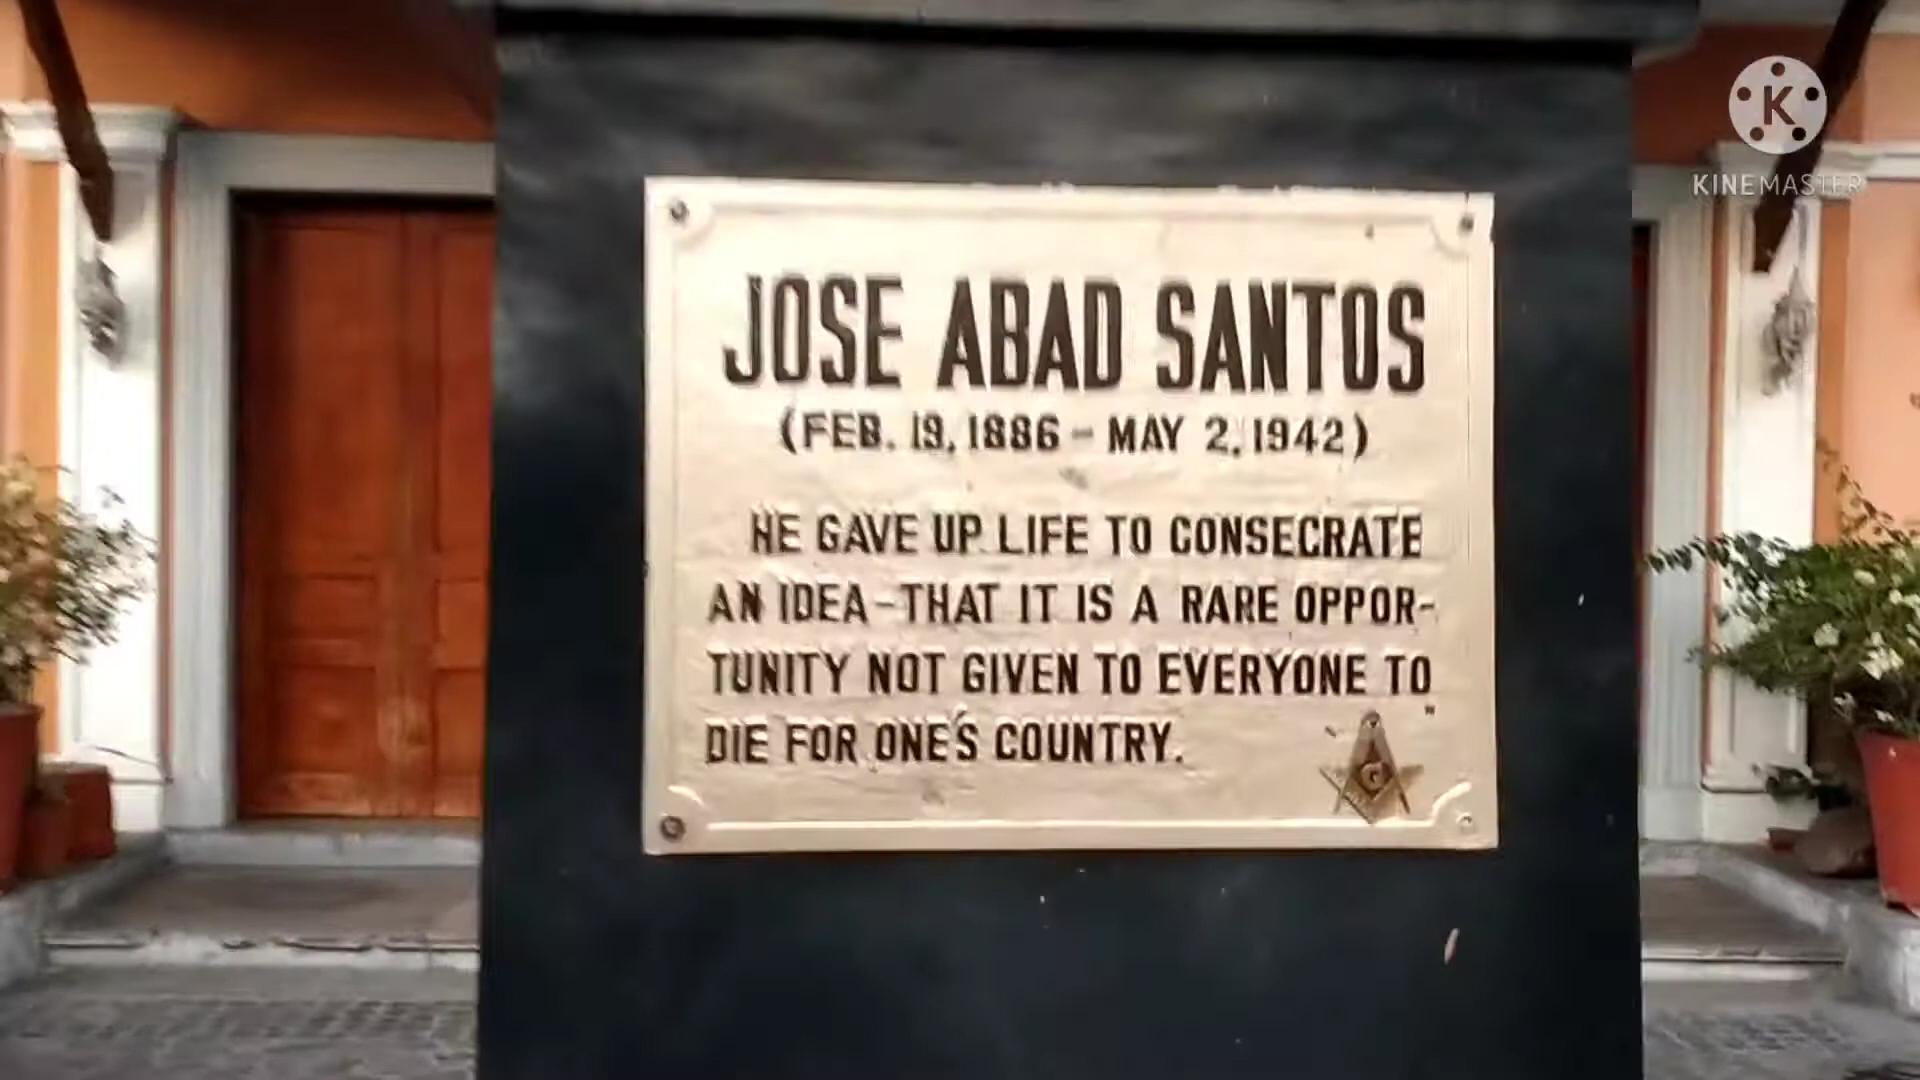 JOSE ABAD SANTOS
(FEB. 19, 1886 - MAY 2, 1942)
HE GAVE UP LIFE TO CONSECRATE
AN IDEA-THAT IT IS A RARE OPPOR-
TUNITY NOT GIVEN TO EVERYONE TO
DIE FOR ONE'S COUNTRY.
G
K
KINEMASTER